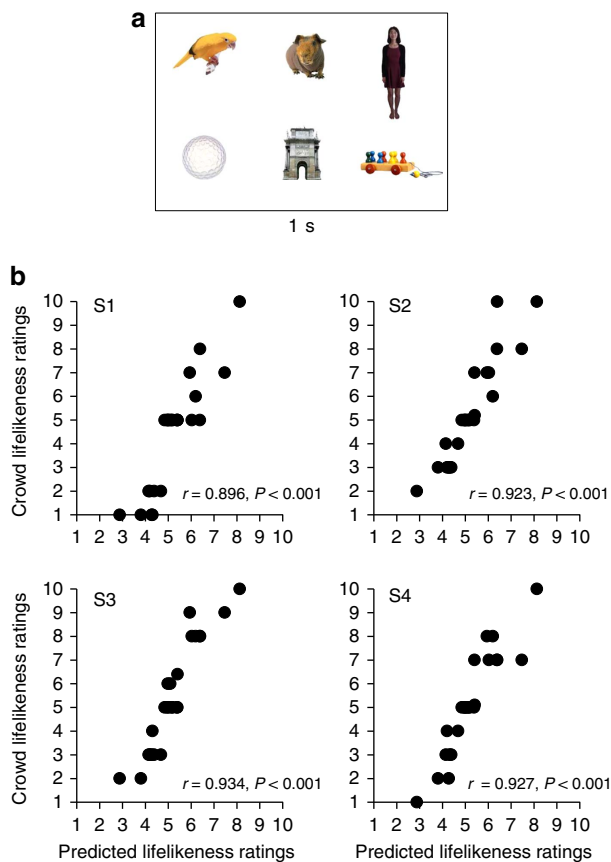 a
1 s
b
S1
Crowd lifelikeness ratings
10
9
8
7
6
5
4
3
2
1
r = 0.896, P < 0.001
1 2 3 4 5 6 7 8 9 10
S2
10
9
8
7
6
5
4
3
2
1
r = 0.923, P < 0.001
1 2 3 4 5 6 7 8 9 10
S3
Crowd lifelikeness ratings
10
9
8
7
6
5
4
3
2
1
r = 0.934, P < 0.001
1 2 3 4 5 6 7 8 9 10
Predicted lifelikeness ratings
S4
10
9
8
7
6
5
4
3
2
1
r = 0.927, P < 0.001
1 2 3 4 5 6 7 8 9 10
Predicted lifelikeness ratings